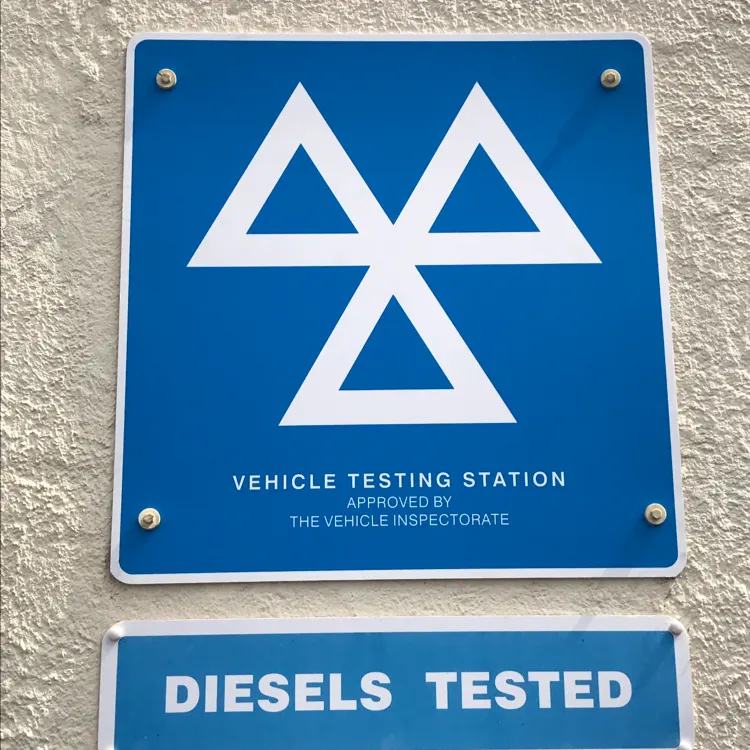 VEHICLE TESTING STATION
APPROVED BY
THE VEHICLE INSPECTORATE
DIESELS TESTED